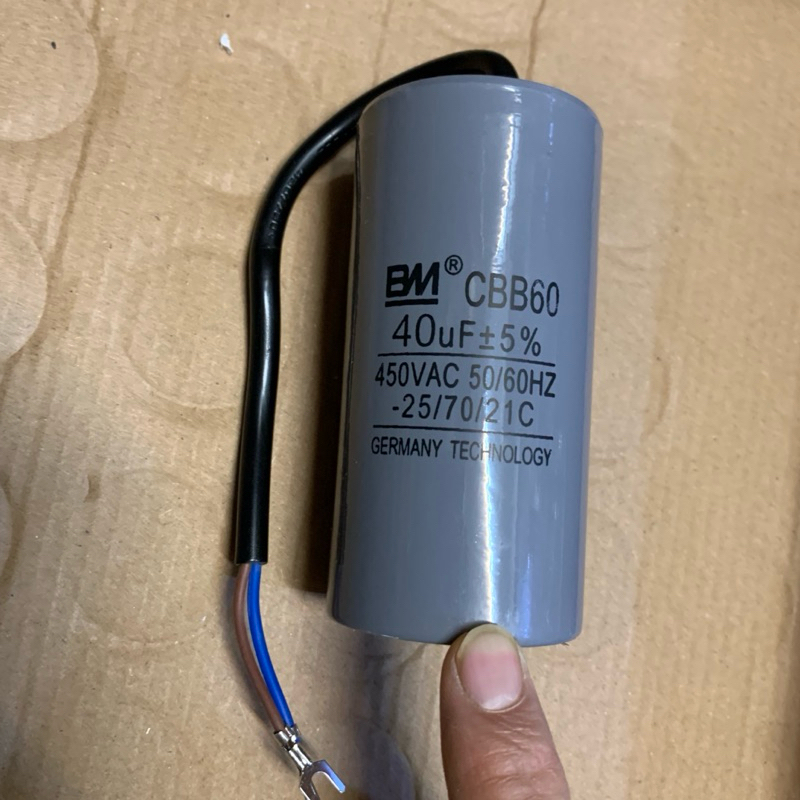 BM® CBB60
40uF±5%
450VAC 50/60HZ
-25/70/21C
GERMANY TECHNOLOGY